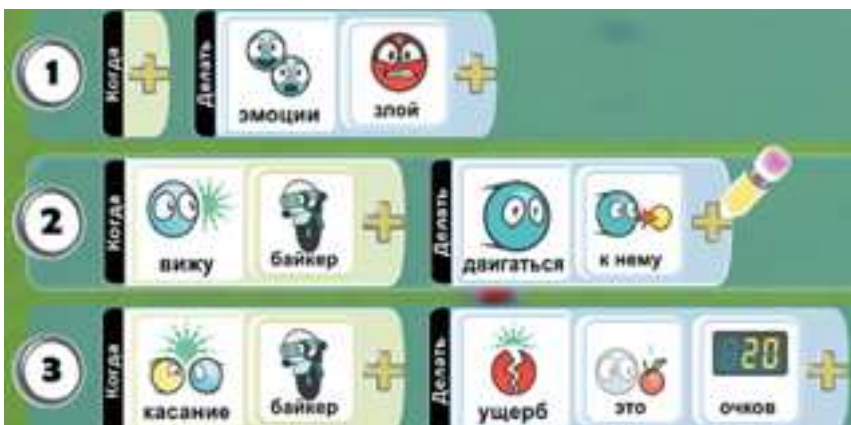 1 Когда Делать эмоции злой
2 Когда вижу байкер Делать двигаться к нему
3 Когда касание байкер Делать ущерб это 20 очков